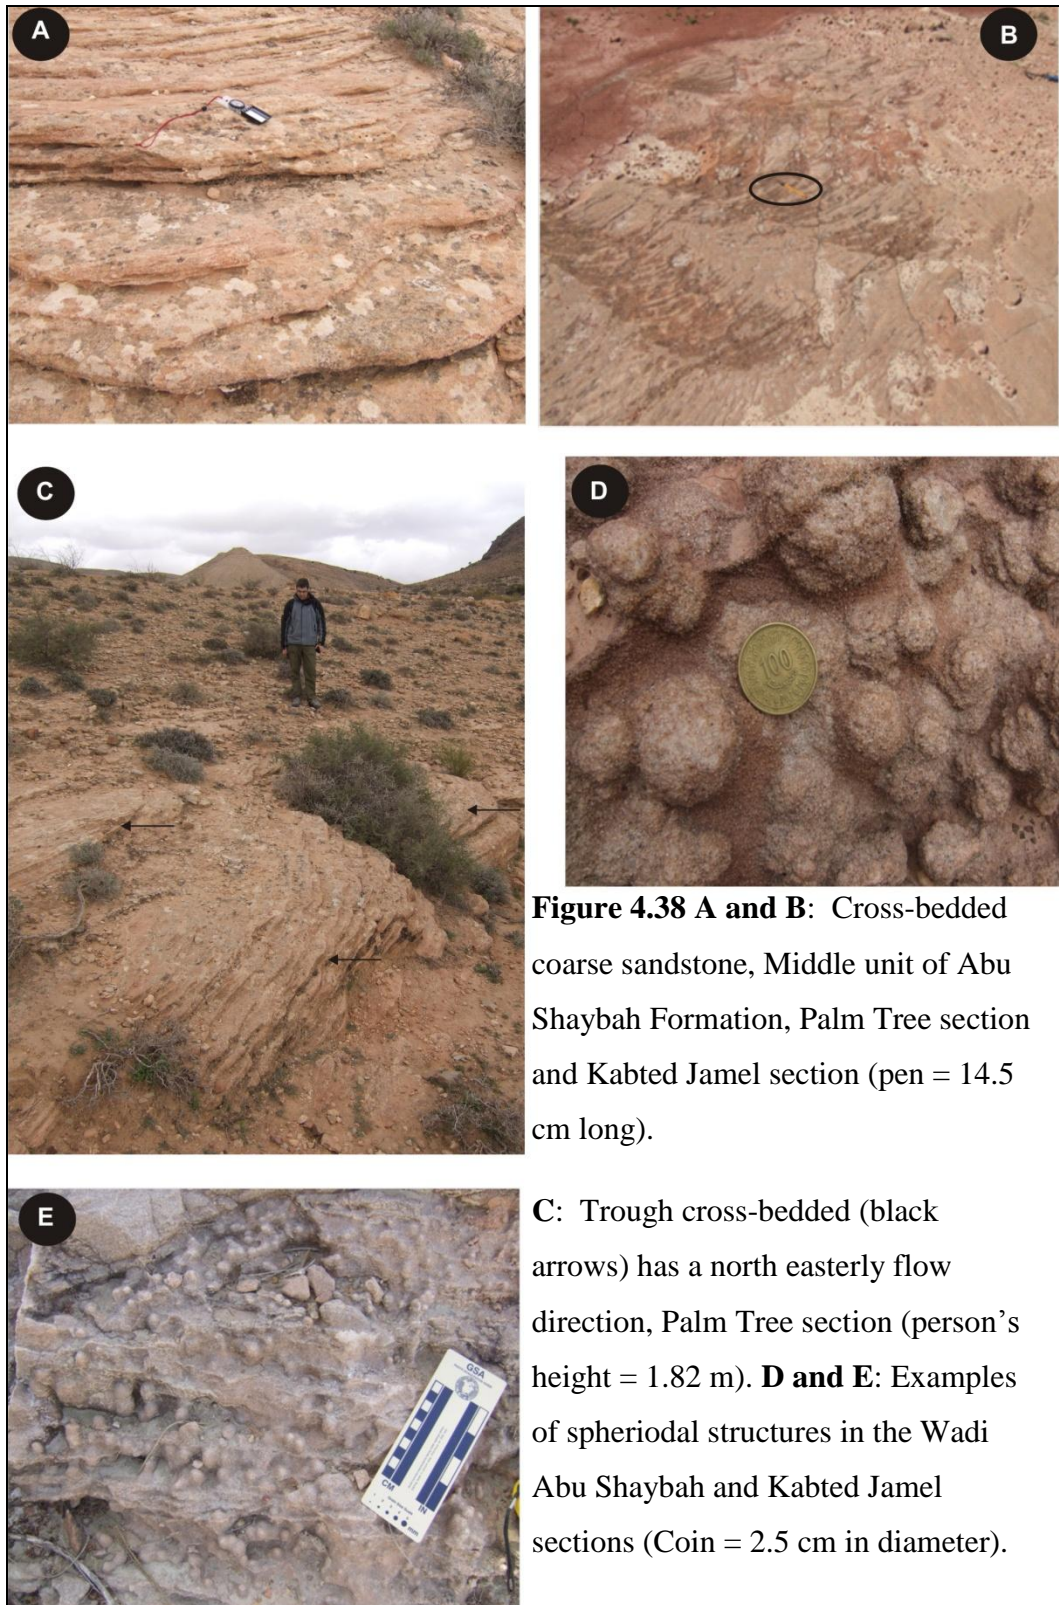 A
B
C
D
100
Figure 4.38 A and B: Cross-bedded
coarse sandstone, Middle unit of Abu
Shaybah Formation, Palm Tree section
and Kabted Jamel section (pen = 14.5
cm long).
E
GSA
CM
IN
mm
C: Trough cross-bedded (black
arrows) has a north easterly flow
direction, Palm Tree section (person’s
height = 1.82 m). D and E: Examples
of spheriodal structures in the Wadi
Abu Shaybah and Kabted Jamel
sections (Coin = 2.5 cm in diameter).